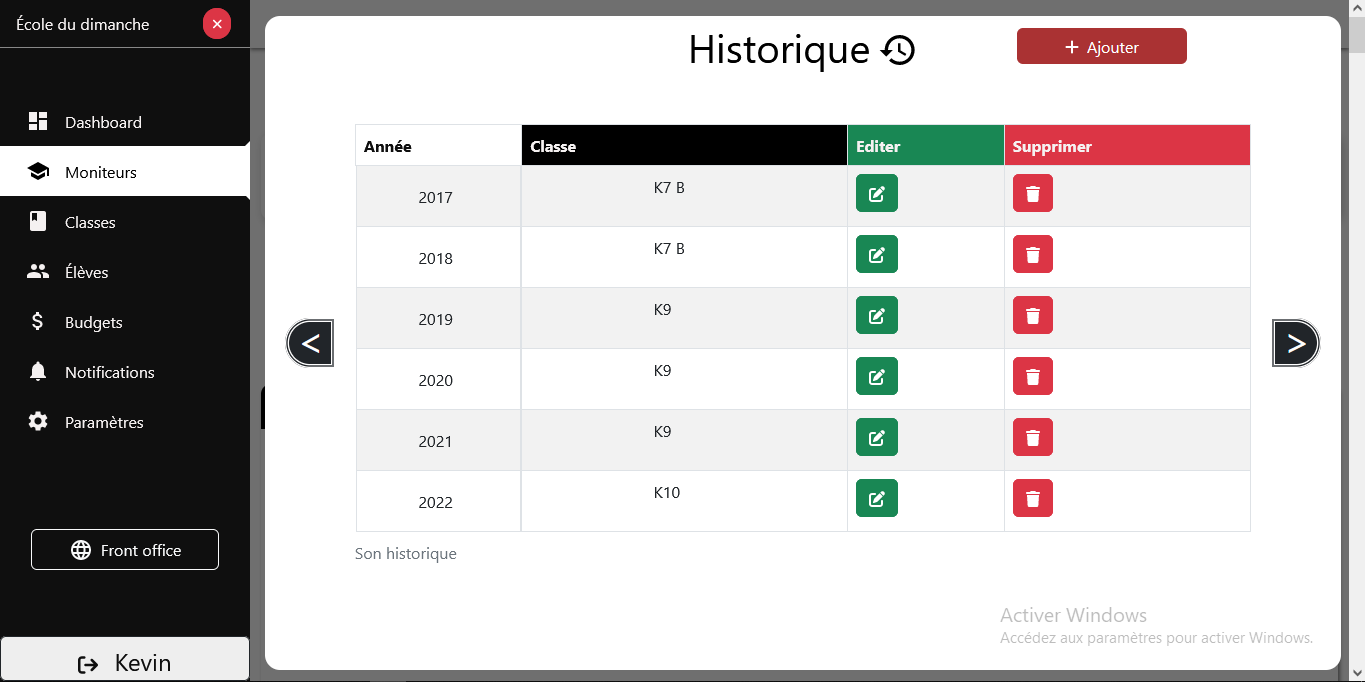 École du dimanche
Dashboard
Moniteurs
Classes
Élèves
Budgets
Notifications
Paramètres
Front office
Kevin
Historique
+ Ajouter
Année Classe Editer Supprimer
2017 K7 B
2018 K7 B
2019 K9
2020 K9
2021 K9
2022 K10
Son historique
< >
Activer Windows
Accédez aux paramètres pour activer Windows.